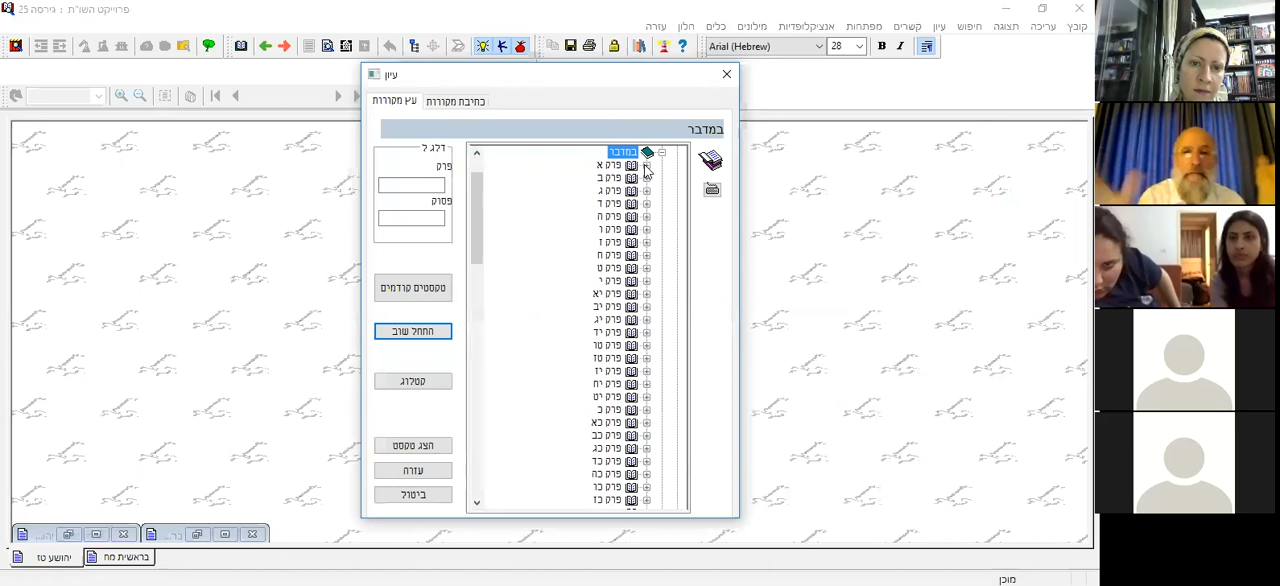 פרוייקט השו"ת : גירסה 25
קובץ עריכה תצוגה חיפוש עיון קשרים מפתחות אנציקלופדיות מילונים כלים חלון עזרה
Arial (Hebrew) 28 B I
עיון
עץ מקורות כתיבת מקורות
במדבר
דלג ל
פרק
פסוק
טקסטים קודמים
התחל שוב
קטלוג
הצג טקסט
עזרה
ביטול
במדבר
פרק א
פרק ב
פרק ג
פרק ד
פרק ה
פרק ו
פרק ז
פרק ח
פרק ט
פרק י
פרק יא
פרק יב
פרק יג
פרק יד
פרק טו
פרק טז
פרק יז
פרק יח
פרק יט
פרק כ
פרק כא
פרק כב
פרק כג
פרק כד
פרק כה
פרק כו
פרק כז
יהו... בר...
יהושע טז בראשית מח
מוכן